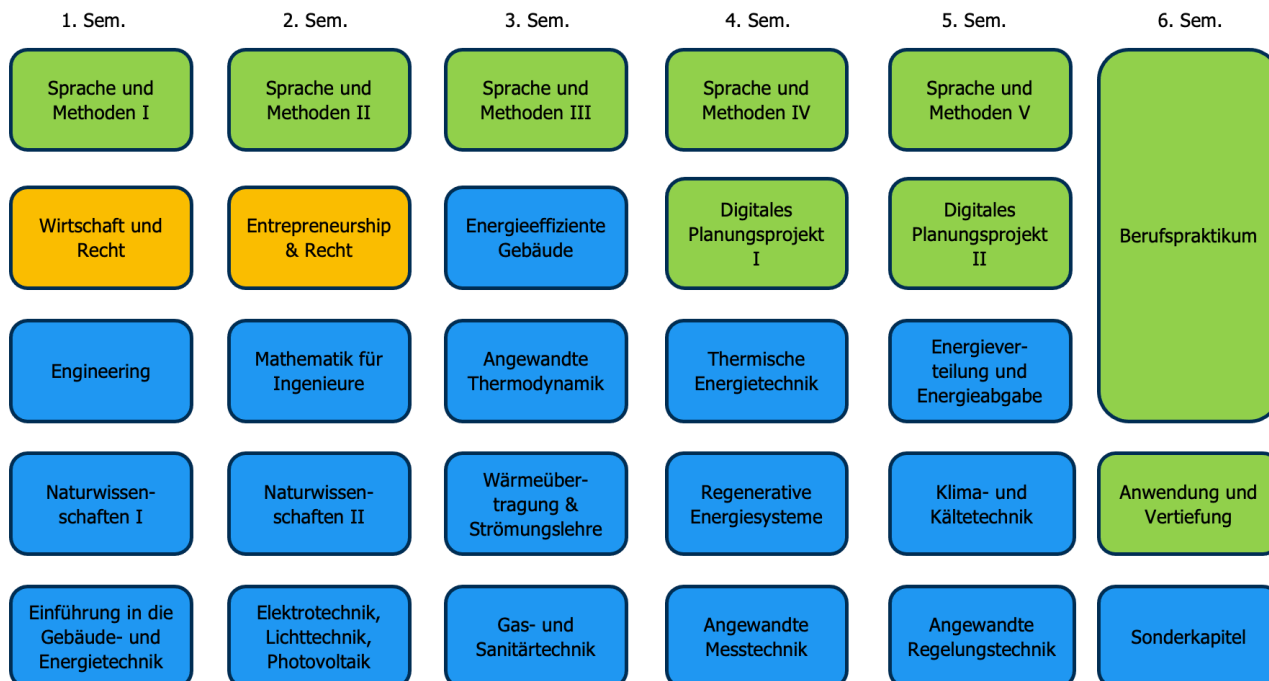 1. Sem.
2. Sem.
3. Sem.
4. Sem.
5. Sem.
6. Sem.
Sprache und
Methoden I
Sprache und
Methoden II
Sprache und
Methoden III
Sprache und
Methoden IV
Sprache und
Methoden V
Berufspraktikum
Wirtschaft und
Recht
Entrepreneurship
& Recht
Energieeffiziente
Gebäude
Digitales
Planungsprojekt
I
Digitales
Planungsprojekt
II
Engineering
Mathematik für
Ingenieure
Angewandte
Thermodynamik
Thermische
Energietechnik
Energiever-
teilung und
Energieabgabe
Naturwissen-
schaften I
Naturwissen-
schaften II
Wärmeüber-
tragung &
Strömungslehre
Regenerative
Energiesysteme
Klima- und
Kältetechnik
Anwendung und
Vertiefung
Einführung in die
Gebäude- und
Energietechnik
Elektrotechnik,
Lichttechnik,
Photovoltaik
Gas- und
Sanitärtechnik
Angewandte
Messtechnik
Angewandte
Regelungstechnik
Sonderkapitel